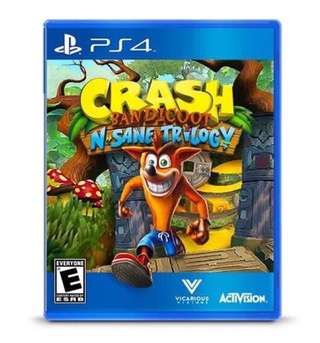 PS4
CRASH
BANDICOOT
N. SANE TRILOGY
EVERYONE
E
ESRB
VICARIOUS
VISIONS
ACTIVISION